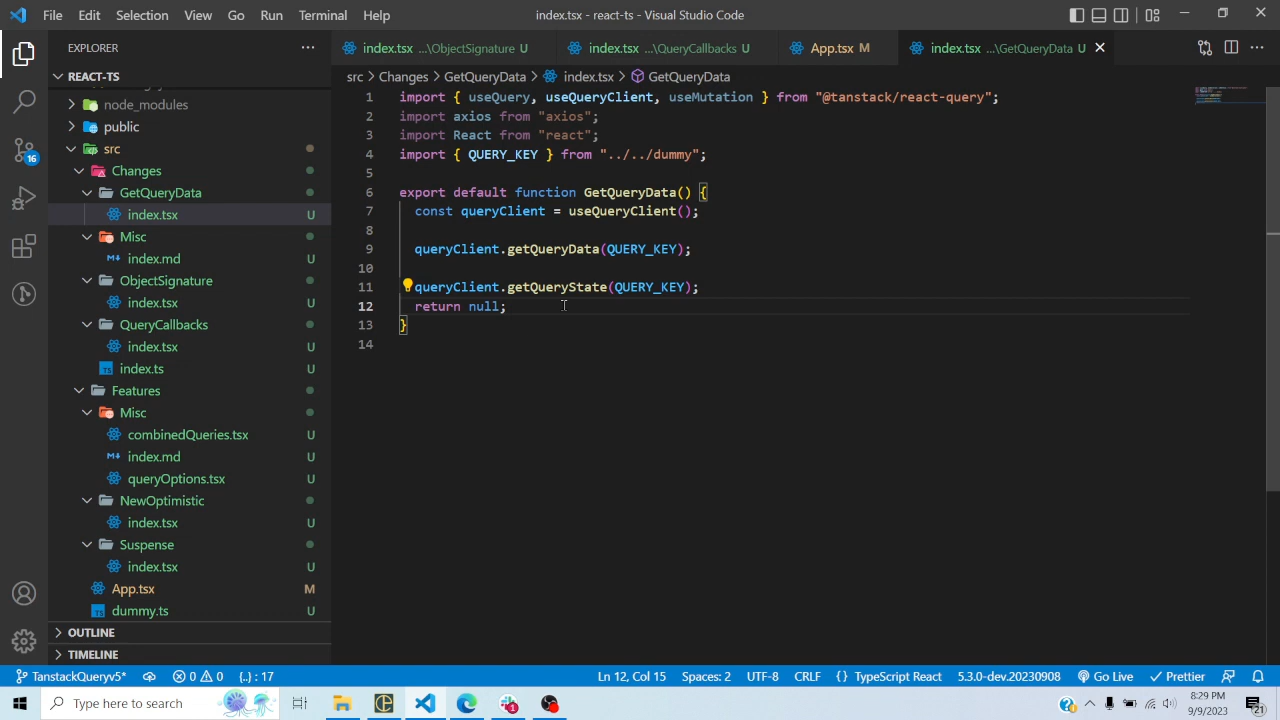 File Edit Selection View Go Run Terminal Help
index.tsx - react-ts - Visual Studio Code
EXPLORER
REACT-TS
node_modules
public
src
Changes
GetQueryData
index.tsx U
Misc
index.md U
ObjectSignature
index.tsx U
QueryCallbacks
index.tsx U
index.ts U
Features
Misc
combinedQueries.tsx U
index.md U
queryOptions.tsx U
NewOptimistic
index.tsx U
Suspense
index.tsx U
App.tsx M
dummy.ts U
OUTLINE
TIMELINE
16
index.tsx ...\ObjectSignature U
index.tsx ...\QueryCallbacks U
App.tsx M
index.tsx ...\GetQueryData U
src > Changes > GetQueryData > index.tsx > GetQueryData
1 import { useQuery, useQueryClient, useMutation } from "@tanstack/react-query";
2 import axios from "axios";
3 import React from "react";
4 import { QUERY_KEY } from "../../dummy";
5
6 export default function GetQueryData() {
7 const queryClient = useQueryClient();
8
9 queryClient.getQueryData(QUERY_KEY);
10
11 queryClient.getQueryState(QUERY_KEY);
12 return null;
13 }
14
TanstackQueryv5* 0 0 {..} : 17
Ln 12, Col 15 Spaces: 2 UTF-8 CRLF { } TypeScript React 5.3.0-dev.20230908 Go Live Prettier
Type here to search
1
8:29 PM
9/9/2023
21